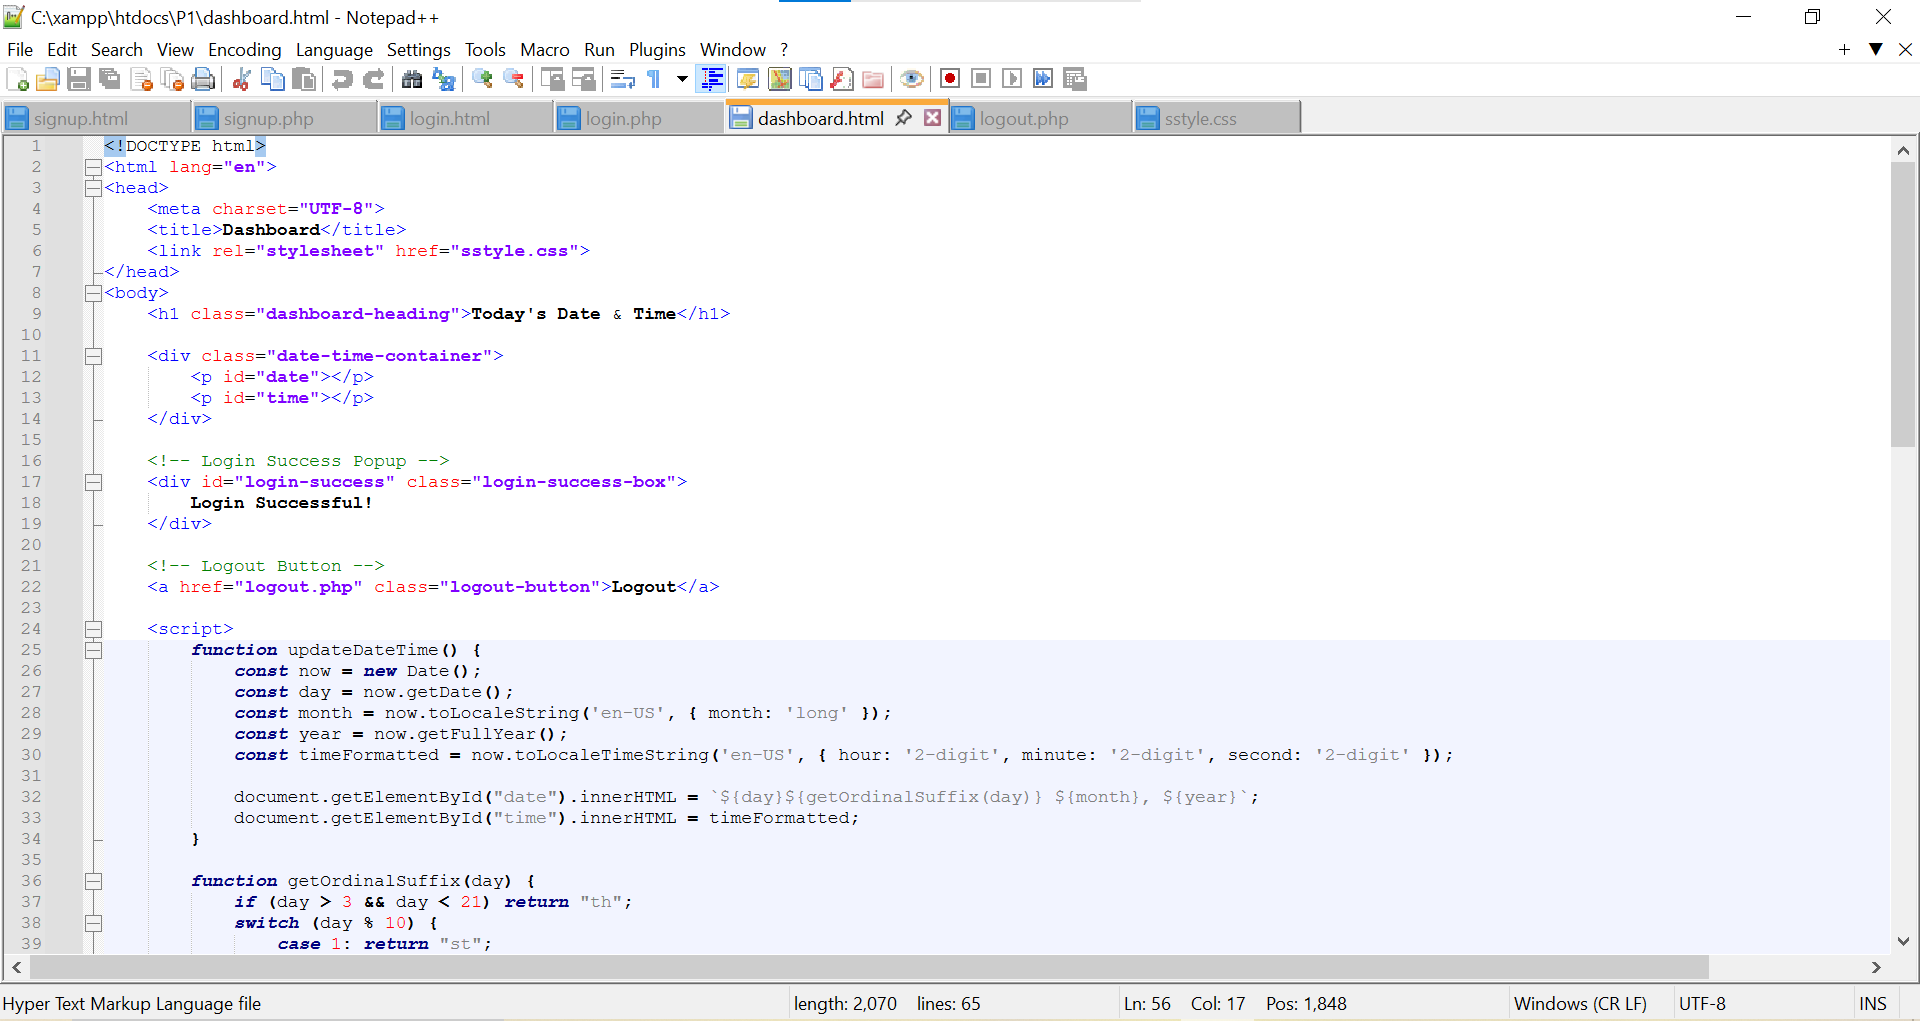 C:\xampp\htdocs\P1\dashboard.html - Notepad++
File Edit Search View Encoding Language Settings Tools Macro Run Plugins Window ?
signup.html signup.php login.html login.php dashboard.html logout.php sstyle.css
1 <!DOCTYPE html>
2 <html lang="en">
3 <head>
4     <meta charset="UTF-8">
5     <title>Dashboard</title>
6     <link rel="stylesheet" href="sstyle.css">
7 </head>
8 <body>
9     <h1 class="dashboard-heading">Today's Date & Time</h1>
10
11     <div class="date-time-container">
12         <p id="date"></p>
13         <p id="time"></p>
14     </div>
15
16     <!-- Login Success Popup -->
17     <div id="login-success" class="login-success-box">
18         Login Successful!
19     </div>
20
21     <!-- Logout Button -->
22     <a href="logout.php" class="logout-button">Logout</a>
23
24     <script>
25         function updateDateTime() {
26             const now = new Date();
27             const day = now.getDate();
28             const month = now.toLocaleString('en-US', { month: 'long' });
29             const year = now.getFullYear();
30             const timeFormatted = now.toLocaleTimeString('en-US', { hour: '2-digit', minute: '2-digit', second: '2-digit' });
31
32             document.getElementById("date").innerHTML = `${day}${getOrdinalSuffix(day)} ${month}, ${year}`;
33             document.getElementById("time").innerHTML = timeFormatted;
34         }
35
36         function getOrdinalSuffix(day) {
37             if (day > 3 && day < 21) return "th";
38             switch (day % 10) {
39                 case 1: return "st";
Hyper Text Markup Language file length: 2,070 lines: 65 Ln: 56 Col: 17 Pos: 1,848 Windows (CR LF) UTF-8 INS